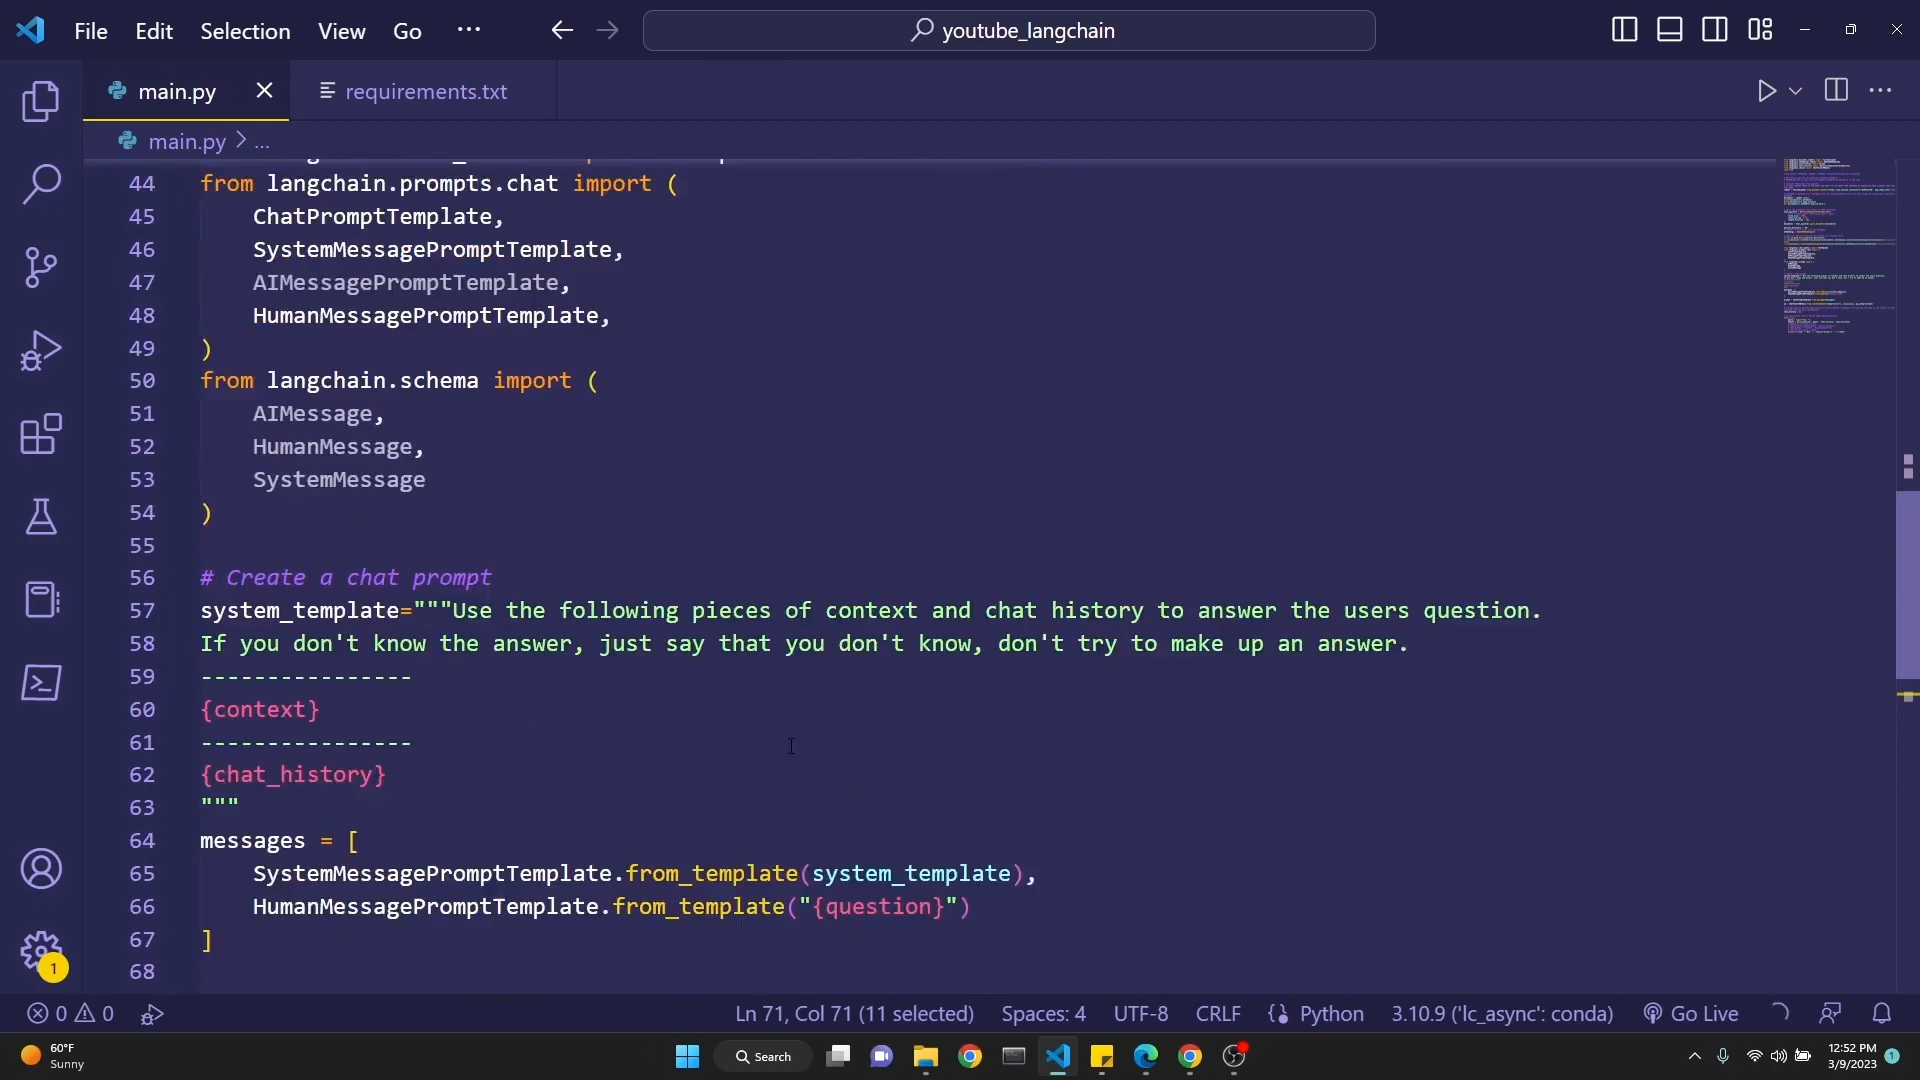 File Edit Selection View Go ··· youtube_langchain
main.py requirements.txt
main.py > ...
44 from langchain.prompts.chat import (
45 ChatPromptTemplate,
46 SystemMessagePromptTemplate,
47 AIMessagePromptTemplate,
48 HumanMessagePromptTemplate,
49 )
50 from langchain.schema import (
51 AIMessage,
52 HumanMessage,
53 SystemMessage
54 )
55
56 # Create a chat prompt
57 system_template="""Use the following pieces of context and chat history to answer the users question.
58 If you don't know the answer, just say that you don't know, don't try to make up an answer.
59 ----------------
60 {context}
61 ----------------
62 {chat_history}
63 """
64 messages = [
65 SystemMessagePromptTemplate.from_template(system_template),
66 HumanMessagePromptTemplate.from_template("{question}")
67 ]
68
1
0 0 Ln 71, Col 71 (11 selected) Spaces: 4 UTF-8 CRLF Python 3.10.9 ('lc_async': conda) Go Live
60°F
Sunny
Search
12:52 PM
3/9/2023
1